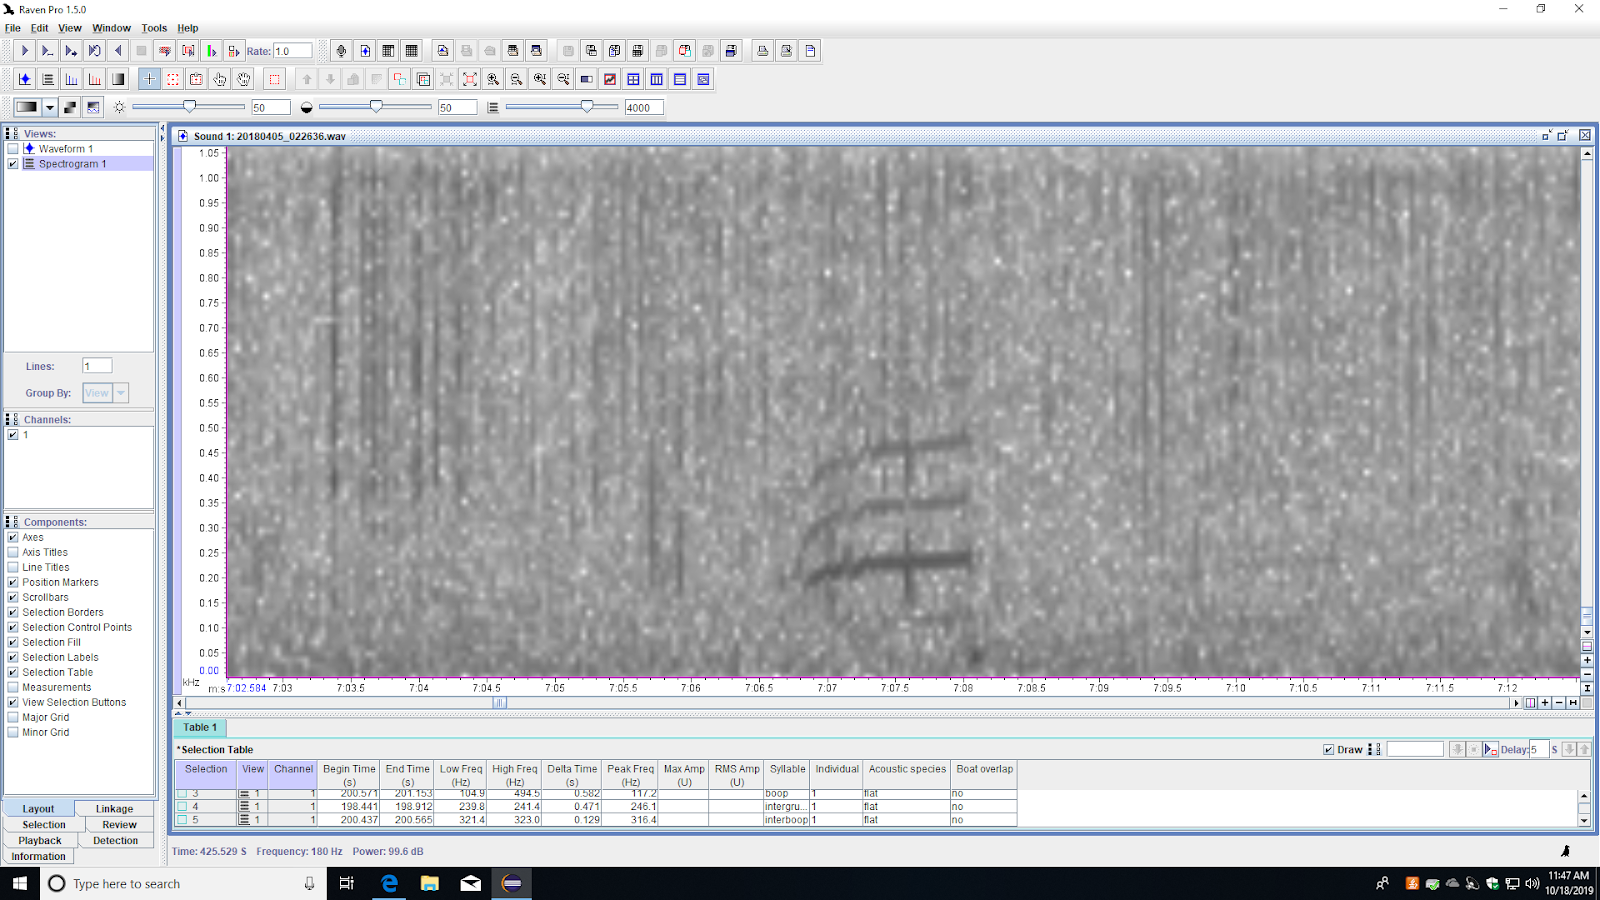 Raven Pro 1.5.0
File Edit View Window Tools Help
Rate: 1.0
50 50 4000
Views:
Waveform 1
Spectrogram 1
Lines: 1
Group By: View
Channels:
1
Components:
Axes
Axis Titles
Line Titles
Position Markers
Scrollbars
Selection Borders
Selection Control Points
Selection Fill
Selection Labels
Selection Table
Measurements
View Selection Buttons
Major Grid
Minor Grid
Layout Linkage
Selection Review
Playback Detection
Information
Sound 1: 20180405_022636.wav
1.05
1.00
0.95
0.90
0.85
0.80
0.75
0.70
0.65
0.60
0.55
0.50
0.45
0.40
0.35
0.30
0.25
0.20
0.15
0.10
0.05
0.00
kHz
m:s 7:02.584 7:03 7:03.5 7:04 7:04.5 7:05 7:05.5 7:06 7:06.5 7:07 7:07.5 7:08 7:08.5 7:09 7:09.5 7:10 7:10.5 7:11 7:11.5 7:12
Table 1
*Selection Table Draw Delay: 5 S
Selection View Channel Begin Time (s) End Time (s) Low Freq (Hz) High Freq (Hz) Delta Time (s) Peak Freq (Hz) Max Amp (U) RMS Amp (U) Syllable Individual Acoustic species Boat overlap
3 1 1 200.571 201.153 104.9 494.5 0.582 117.2 boop 1 flat no
4 1 1 198.441 198.912 239.8 241.4 0.471 246.1 intergru... 1 flat no
5 1 1 200.437 200.565 321.4 323.0 0.129 316.4 interboop 1 flat no
Time: 425.529 S Frequency: 180 Hz Power: 99.6 dB
Type here to search
11:47 AM
10/18/2019